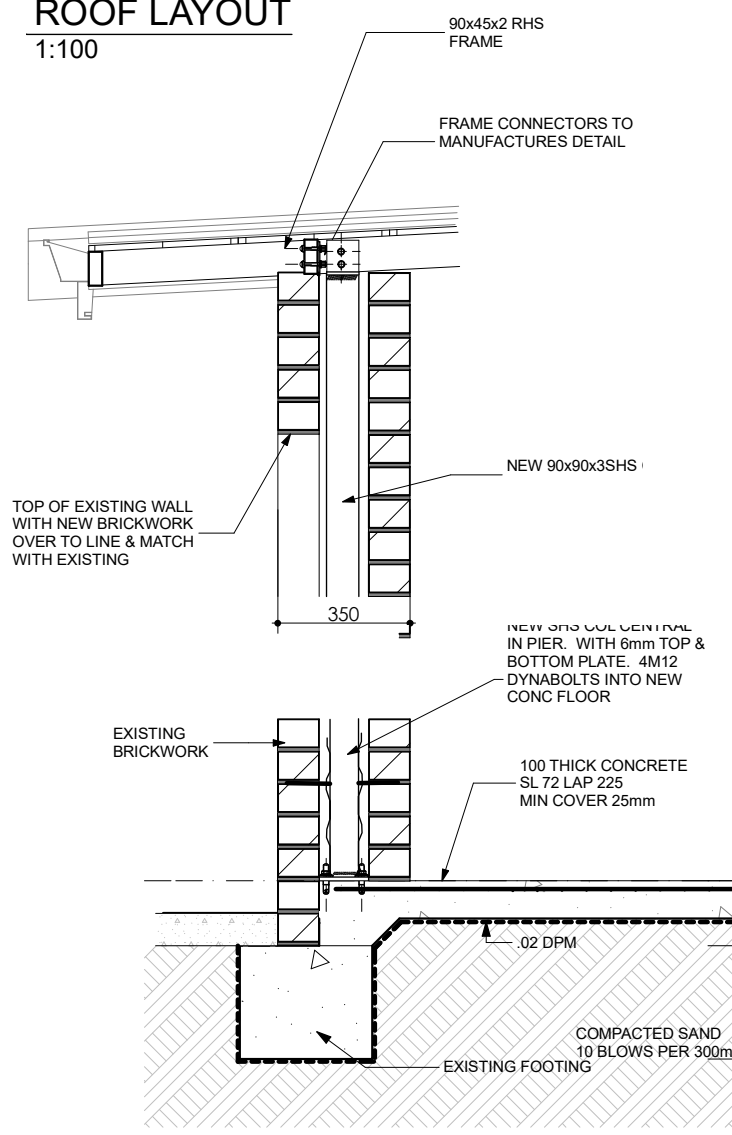 ROOF LAYOUT
1:100
90x45x2 RHS
FRAME
FRAME CONNECTORS TO
MANUFACTURES DETAIL
NEW 90x90x3SHS
TOP OF EXISTING WALL
WITH NEW BRICKWORK
OVER TO LINE & MATCH
WITH EXISTING
350
NEW SHS COL CENTRAL
IN PIER. WITH 6mm TOP &
BOTTOM PLATE. 4M12
DYNABOLTS INTO NEW
CONC FLOOR
EXISTING
BRICKWORK
100 THICK CONCRETE
SL 72 LAP 225
MIN COVER 25mm
.02 DPM
COMPACTED SAND
10 BLOWS PER 300m
EXISTING FOOTING